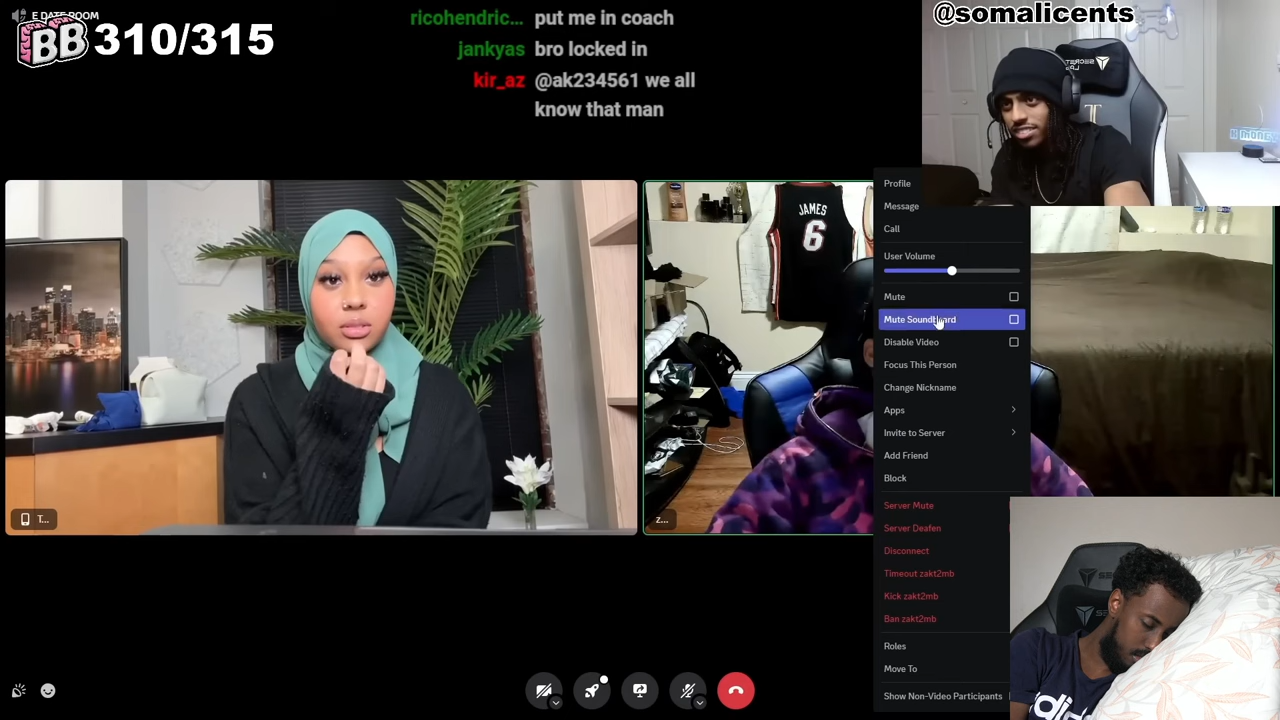 E DATE ROOM
BB 310/315
ricohendric… put me in coach
jankyas bro locked in
kir_az @ak234561 we all
know that man
@somalicents
SECRET
MONEY
JAMES
6
T...
z...
Profile
Message
Call
User Volume
Mute
Mute Soundboard
Disable Video
Focus This Person
Change Nickname
Apps
Invite to Server
Add Friend
Block
Server Mute
Server Deafen
Disconnect
Timeout zakt2mb
Kick zakt2mb
Ban zakt2mb
Roles
Move To
Show Non-Video Participants